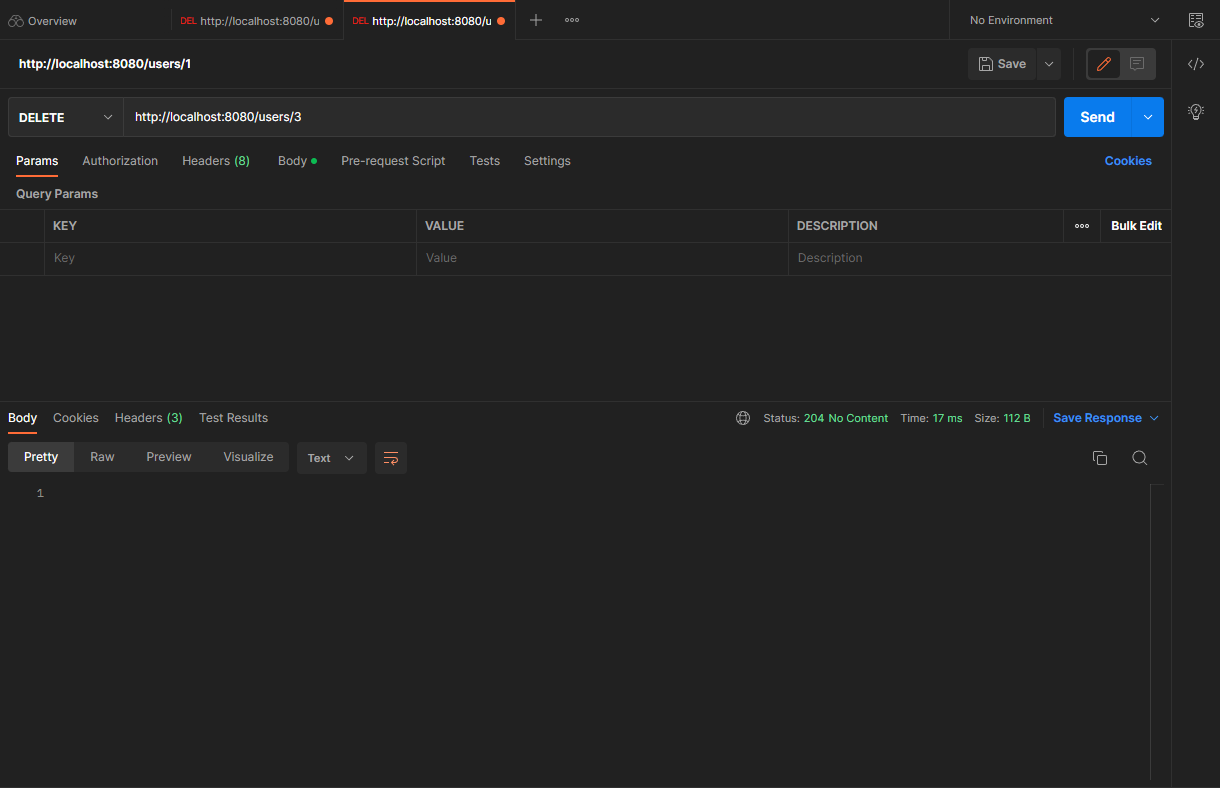 Overview DEL http://localhost:8080/u DEL http://localhost:8080/u No Environment
http://localhost:8080/users/1 Save
DELETE http://localhost:8080/users/3 Send
Params Authorization Headers (8) Body Pre-request Script Tests Settings Cookies
Query Params
KEY VALUE DESCRIPTION Bulk Edit
Key Value Description
Body Cookies Headers (3) Test Results Status: 204 No Content Time: 17 ms Size: 112 B Save Response
Pretty Raw Preview Visualize Text
1